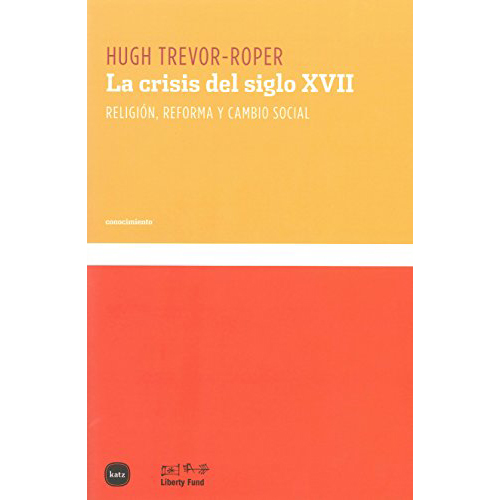 HUGH TREVOR-ROPER
La crisis del siglo XVII
RELIGIÓN, REFORMA Y CAMBIO SOCIAL
conocimiento
katz
Liberty Fund